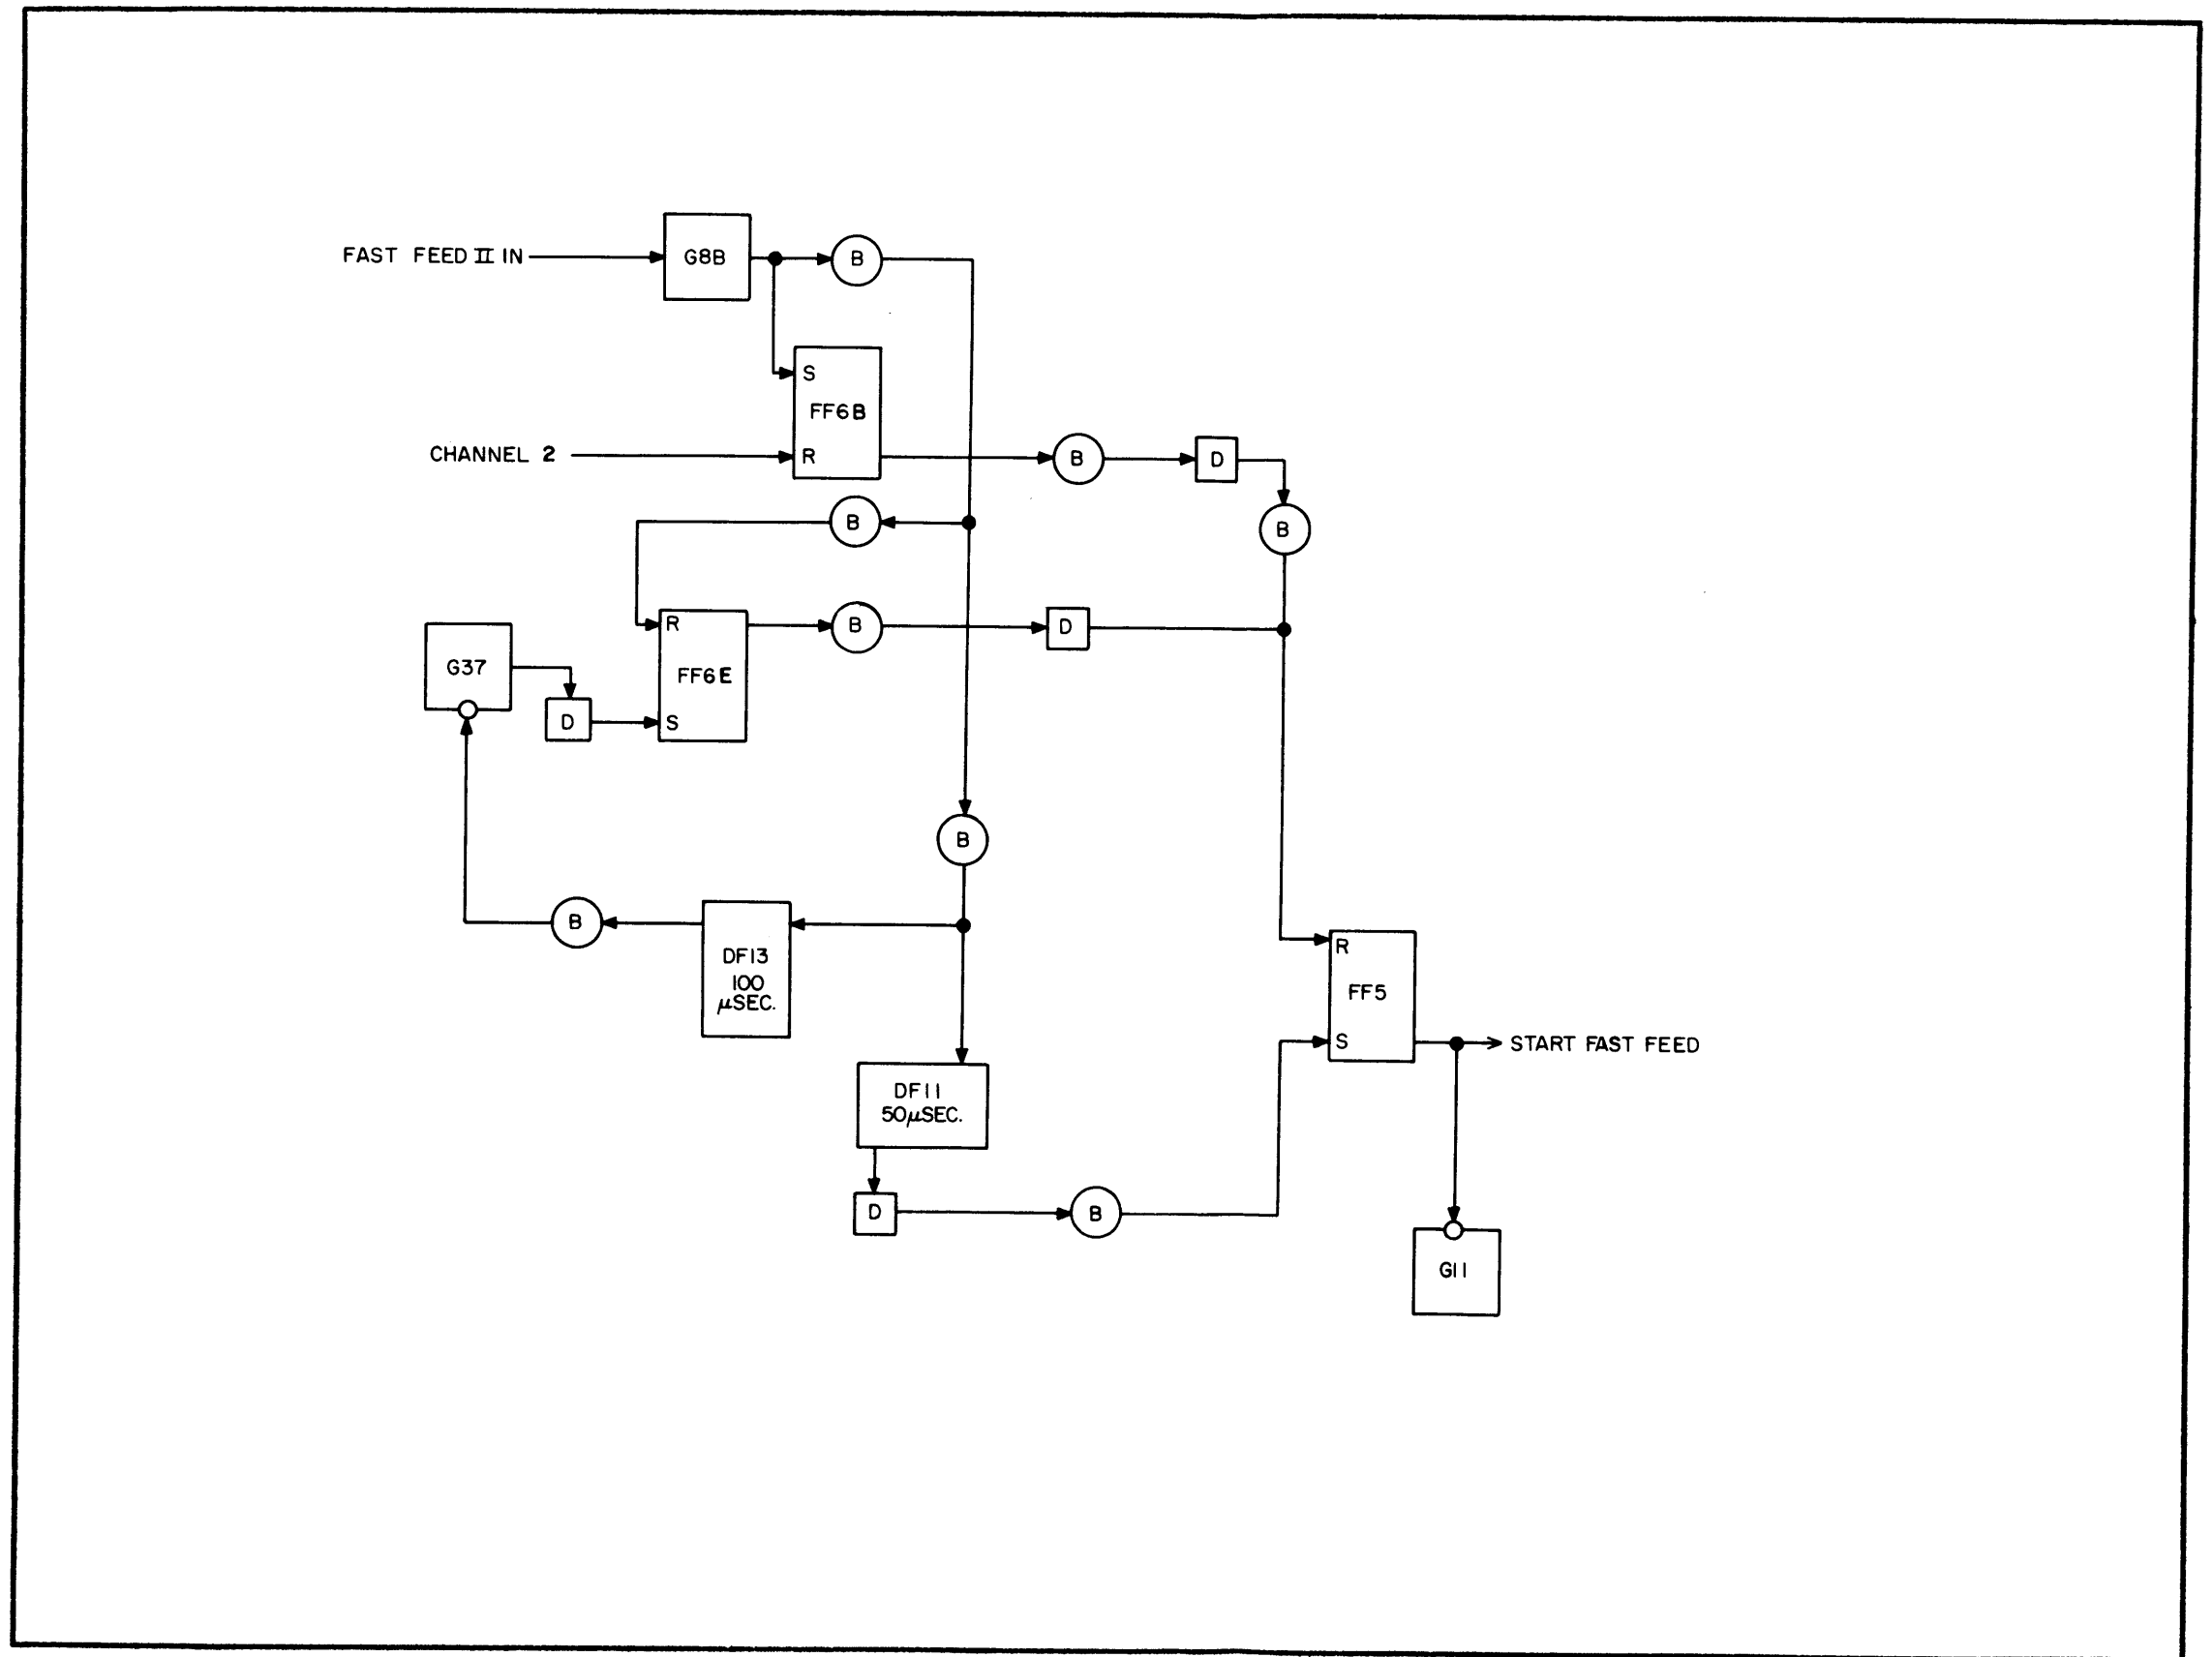 FAST FEED II IN
G8B
B
S
FF6B
R
CHANNEL 2
B
D
B
B
R
FF6E
S
B
D
G37
D
B
B
DF13
100
μSEC.
DF11
50μSEC.
D
B
R
FF5
S
START FAST FEED
G11